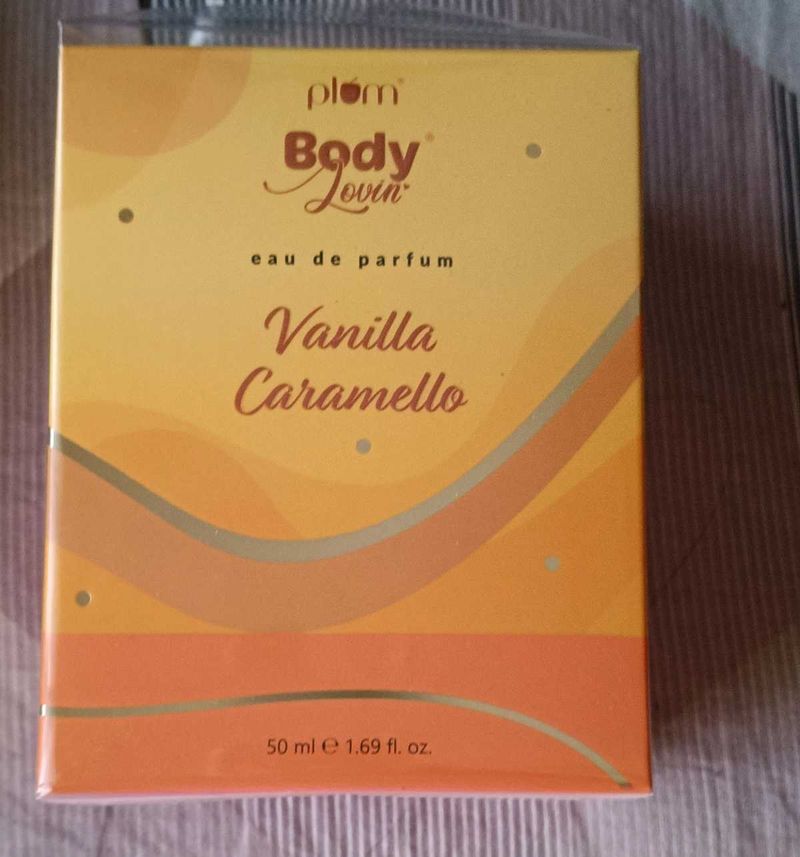 plum®
Body®
Lovin'
eau de parfum
Vanilla
Caramello
50 ml ℮ 1.69 fl. oz.